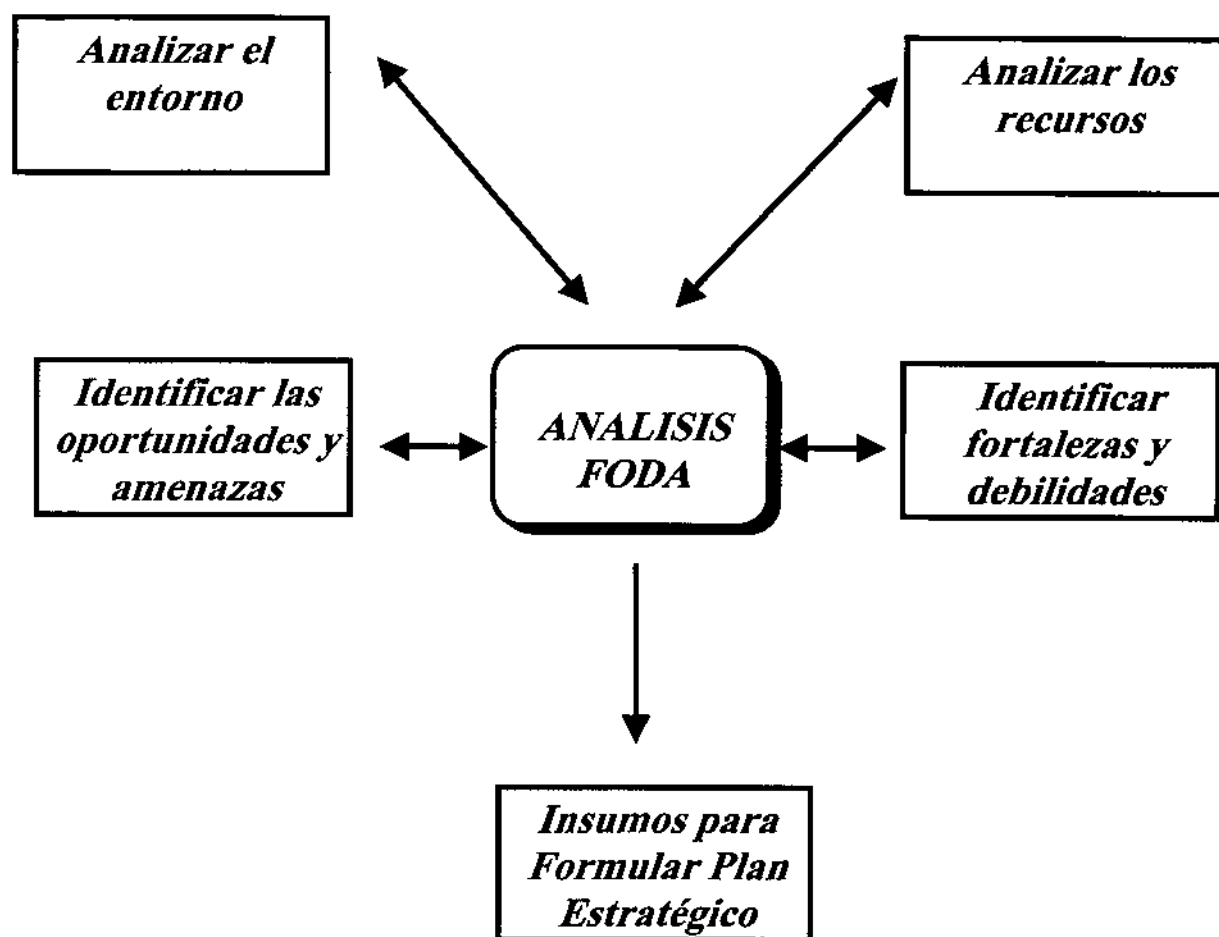 Analizar el
entorno
Analizar los
recursos
Identificar las
oportunidades y
amenazas
ANALISIS
FODA
Identificar
fortalezas y
debilidades
Insumos para
Formular Plan
Estratégico